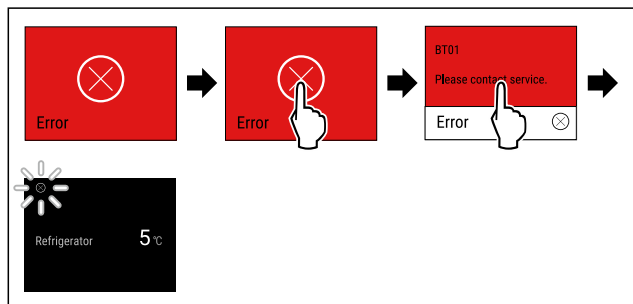 Error
Error
BT01
Please contact service.
Error
Refrigerator 5 °C